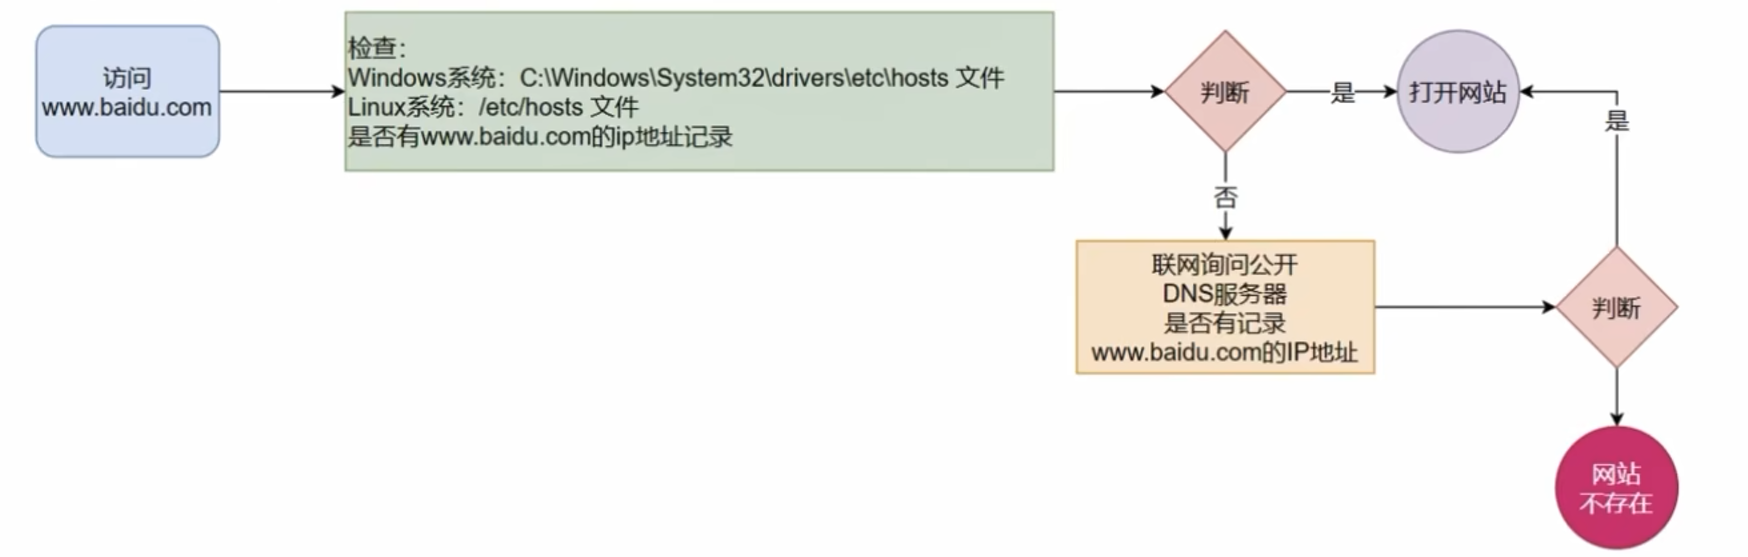 访问
www.baidu.com
检查：
Windows系统：C:\Windows\System32\drivers\etc\hosts 文件
Linux系统：/etc/hosts 文件
是否有www.baidu.com的ip地址记录
判断
是
打开网站
是
否
联网询问公开
DNS服务器
是否有记录
www.baidu.com的IP地址
判断
网站
不存在